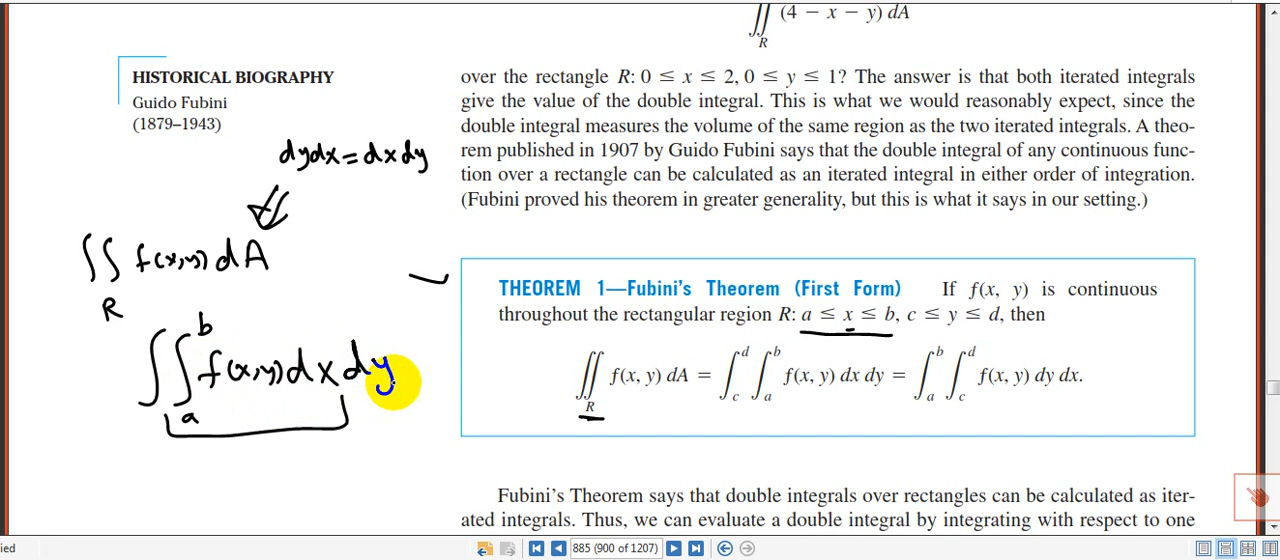 ∬_R (4 − x − y) dA
HISTORICAL BIOGRAPHY
Guido Fubini
(1879–1943)
over the rectangle R: 0 ≤ x ≤ 2, 0 ≤ y ≤ 1? The answer is that both iterated integrals
give the value of the double integral. This is what we would reasonably expect, since the
double integral measures the volume of the same region as the two iterated integrals. A theo-
rem published in 1907 by Guido Fubini says that the double integral of any continuous func-
tion over a rectangle can be calculated as an iterated integral in either order of integration.
(Fubini proved his theorem in greater generality, but this is what it says in our setting.)
dydx = dxdy
∬_R f(x,y) dA
∫ ∫_a^b f(x,y) dx dy
THEOREM 1—Fubini's Theorem (First Form) If f(x, y) is continuous
throughout the rectangular region R: a ≤ x ≤ b, c ≤ y ≤ d, then
∬_R f(x, y) dA = ∫_c^d ∫_a^b f(x, y) dx dy = ∫_a^b ∫_c^d f(x, y) dy dx.
Fubini's Theorem says that double integrals over rectangles can be calculated as iter-
ated integrals. Thus, we can evaluate a double integral by integrating with respect to one
ied
885 (900 of 1207)